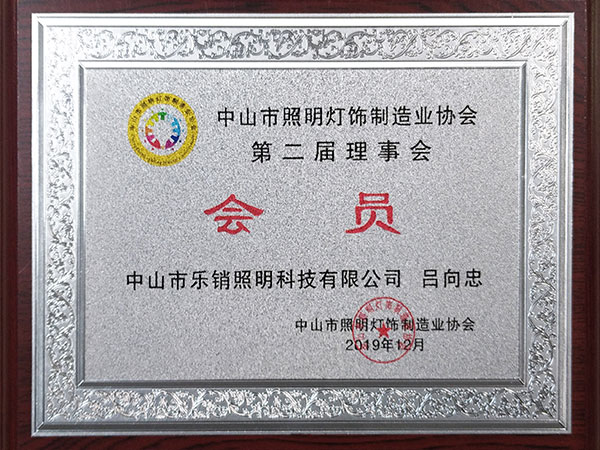 中山市照明灯饰制造业协会
第二届理事会
会 员
中山市乐销照明科技有限公司 吕向忠
中山市照明灯饰制造业协会
2019年12月